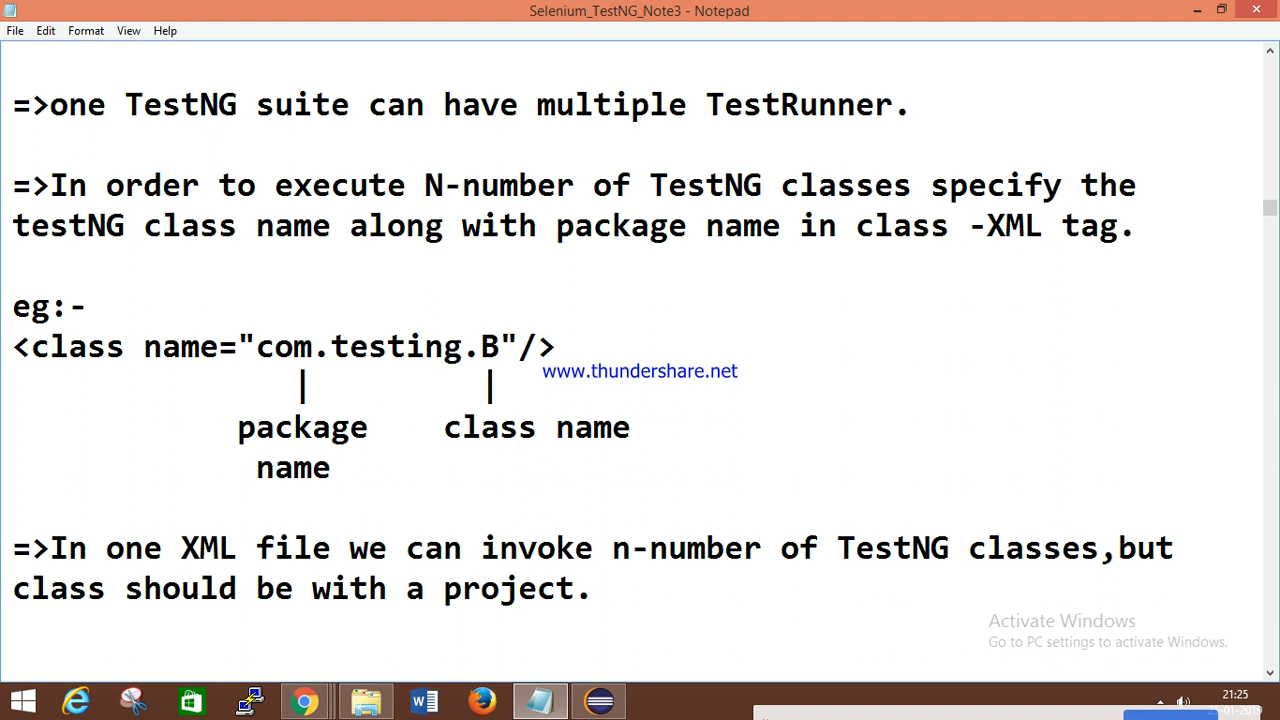 Selenium_TestNG_Note3 - Notepad
File Edit Format View Help
=>one TestNG suite can have multiple TestRunner.
=>In order to execute N-number of TestNG classes specify the
testNG class name along with package name in class -XML tag.
eg:-
<class name="com.testing.B"/>
www.thundershare.net
| |
package class name
name
=>In one XML file we can invoke n-number of TestNG classes,but
class should be with a project.
Activate Windows
Go to PC settings to activate Windows.
21:25